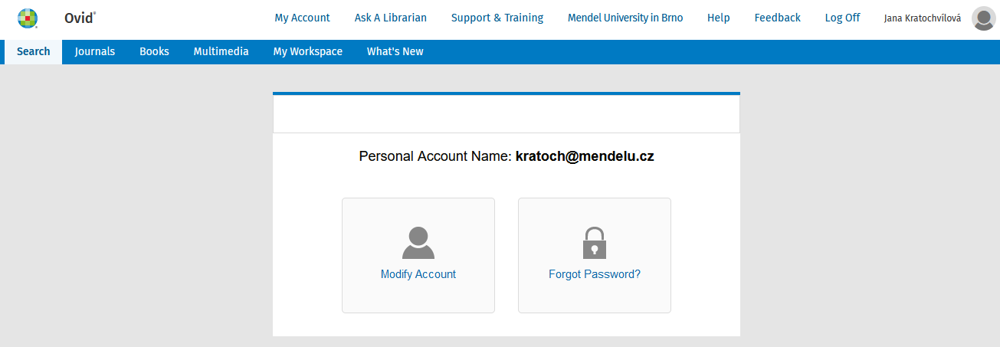 Ovid® My Account Ask A Librarian Support & Training Mendel University in Brno Help Feedback Log Off Jana Kratochvílová
Search Journals Books Multimedia My Workspace What's New
Personal Account Name: kratoch@mendelu.cz
Modify Account Forgot Password?